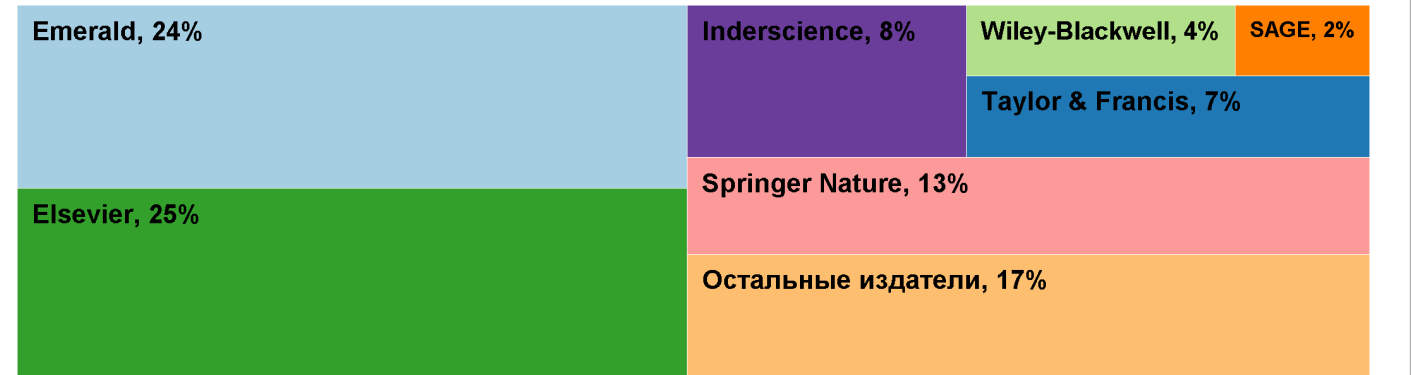 Emerald, 24%
Inderscience, 8%
Wiley-Blackwell, 4%
SAGE, 2%
Taylor & Francis, 7%
Springer Nature, 13%
Elsevier, 25%
Остальные издатели, 17%